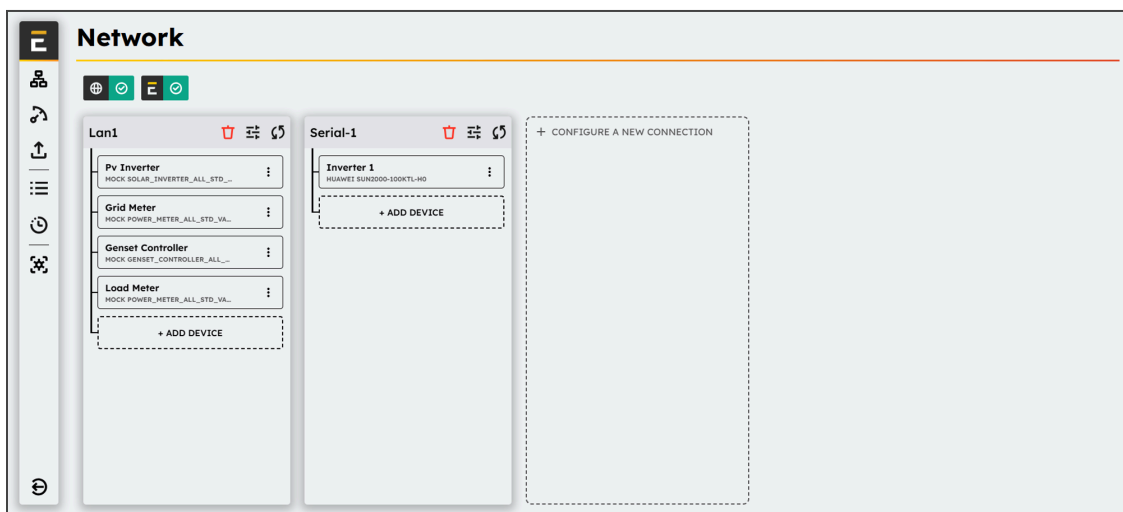 Network
Lan1
Pv Inverter
MOCK SOLAR_INVERTER_ALL_STD_...
Grid Meter
MOCK POWER_METER_ALL_STD_VA...
Genset Controller
MOCK GENSET_CONTROLLER_ALL_...
Load Meter
MOCK POWER_METER_ALL_STD_VA...
+ ADD DEVICE
Serial-1
Inverter 1
HUAWEI SUN2000-100KTL-H0
+ ADD DEVICE
+ CONFIGURE A NEW CONNECTION